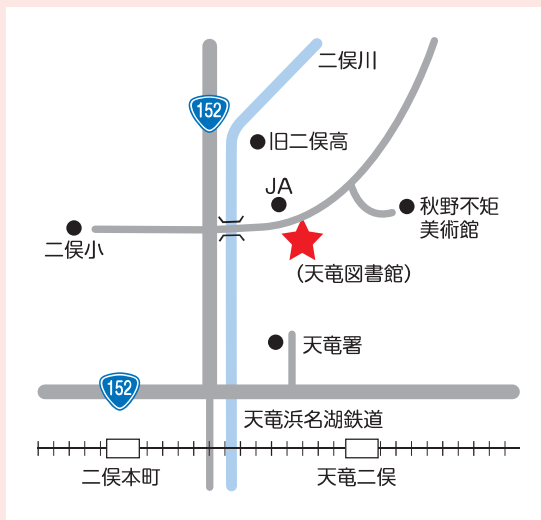 二俣川
152
旧二俣高
JA
秋野不矩
美術館
二俣小
(天竜図書館)
天竜署
152
天竜浜名湖鉄道
二俣本町
天竜二俣